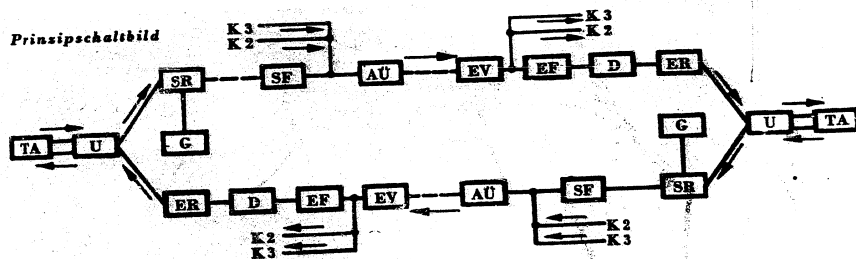 Prinzipschaltbild
K 3
K 2
K 3
K 2
SR
SF
AÜ
EV
EF
D
ER
TA
U
G
G
U
TA
ER
D
EF
EV
AÜ
SF
SR
K 2
K 3
K 2
K 3